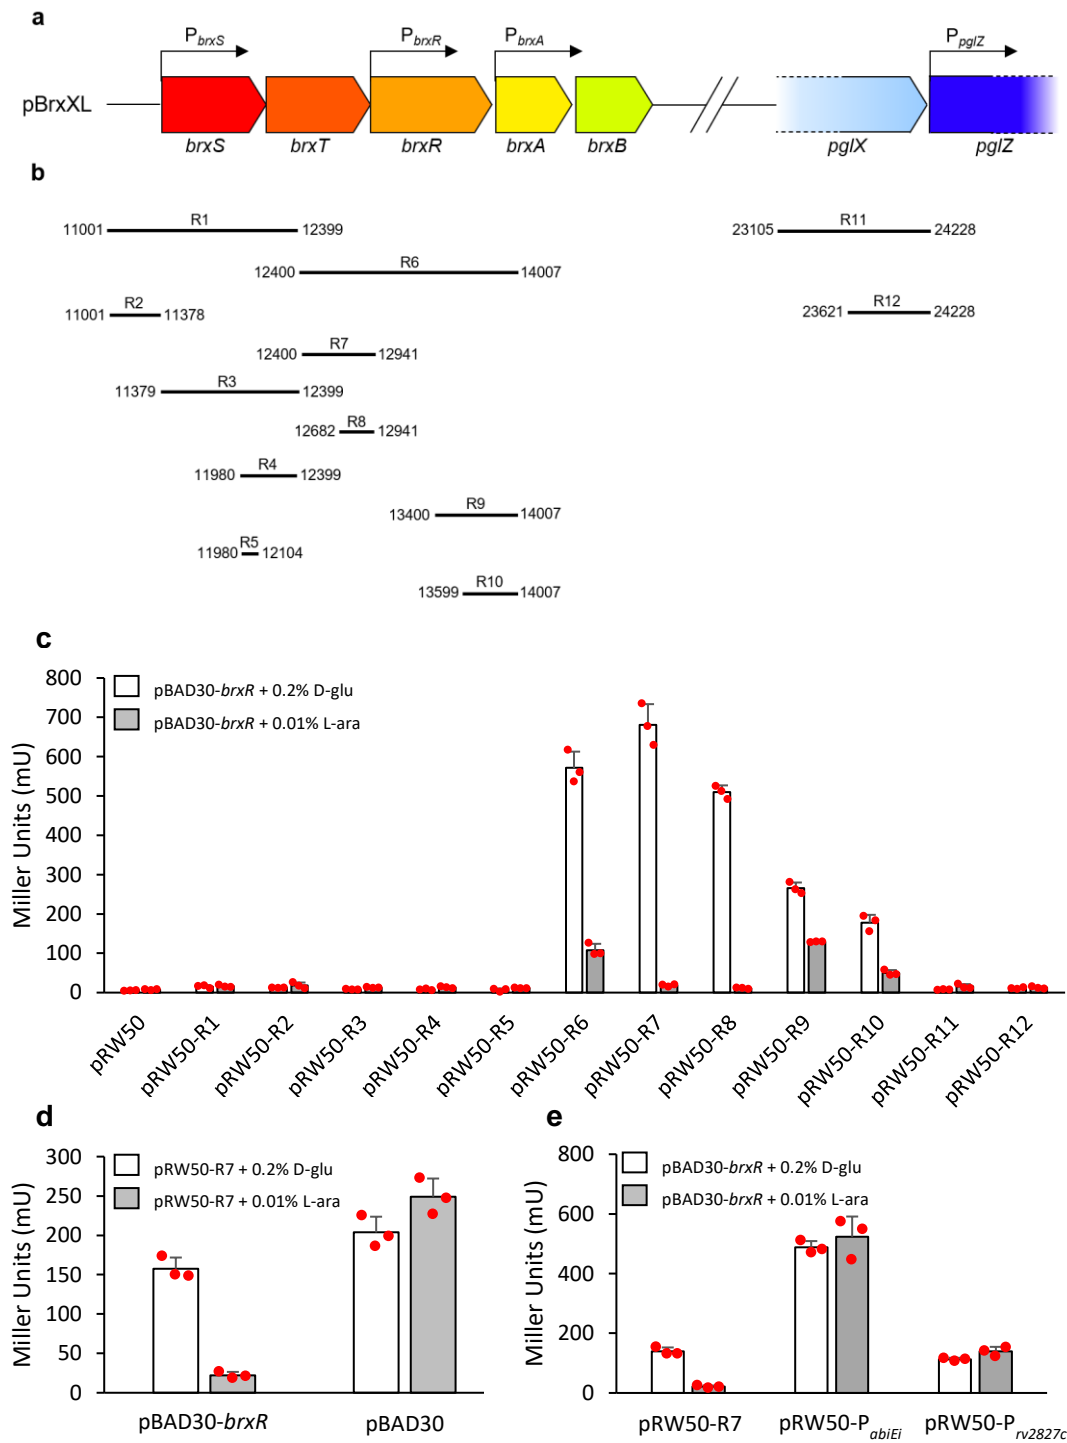 a
P_brxS P_brxR P_brxA P_pglZ
pBrxXL
brxS brxT brxR brxA brxB pglX pglZ
b
11001 R1 12399 23105 R11 24228
12400 R6 14007
11001 R2 11378 23621 R12 24228
12400 R7 12941
11379 R3 12399
12682 R8 12941
11980 R4 12399
13400 R9 14007
11980 R5 12104
13599 R10 14007
c
Miller Units (mU)
800
700
600
500
400
300
200
100
0
pBAD30-brxR + 0.2% D-glu
pBAD30-brxR + 0.01% L-ara
pRW50 pRW50-R1 pRW50-R2 pRW50-R3 pRW50-R4 pRW50-R5 pRW50-R6 pRW50-R7 pRW50-R8 pRW50-R9 pRW50-R10 pRW50-R11 pRW50-R12
d
Miller Units (mU)
300
250
200
150
100
50
0
pRW50-R7 + 0.2% D-glu
pRW50-R7 + 0.01% L-ara
pBAD30-brxR pBAD30
e
Miller Units (mU)
800
600
400
200
0
pBAD30-brxR + 0.2% D-glu
pBAD30-brxR + 0.01% L-ara
pRW50-R7 pRW50-P_abiEi pRW50-P_rv2827c